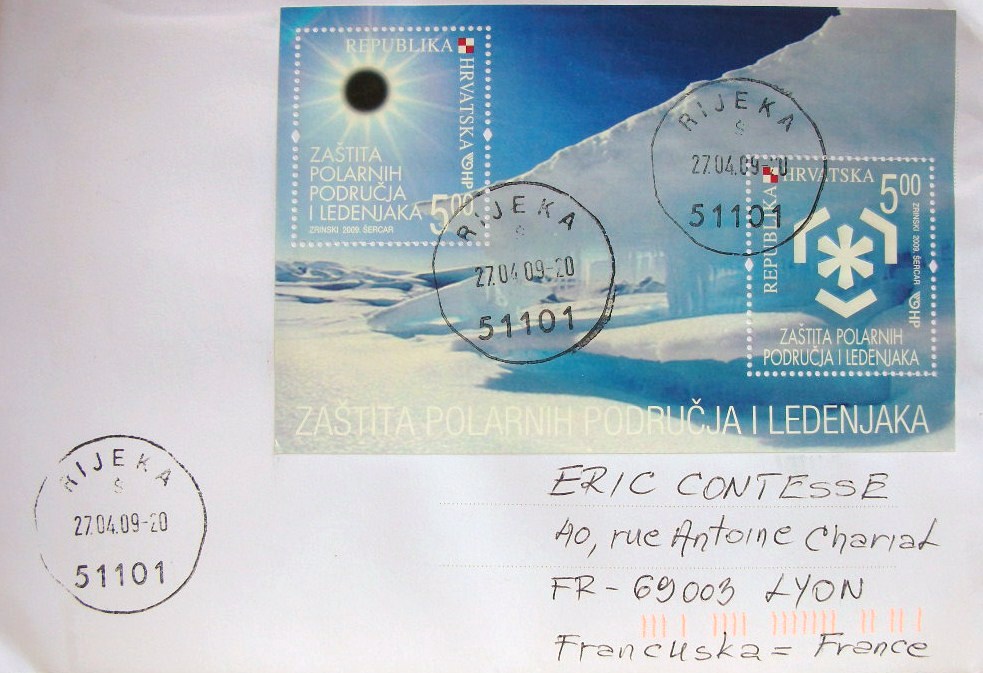 REPUBLIKA HRVATSKA HP
ZAŠTITA
POLARNIH
PODRUČJA
I LEDENJAKA 5,00
ZRINSKI 2009. ŠERCAR
RIJEKA
S
27.04.09-20
51101
RIJEKA
S
27.04.09-20
51101
REPUBLIKA HRVATSKA 5,00
ZRINSKI 2009. ŠERCAR HP
ZAŠTITA POLARNIH
PODRUČJA I LEDENJAKA
ZAŠTITA POLARNIH PODRUČJA I LEDENJAKA
RIJEKA
S
27.04.09-20
51101
ERIC CONTESSE
40, rue Antoine Charial
FR - 69003 LYON
Francuska = France